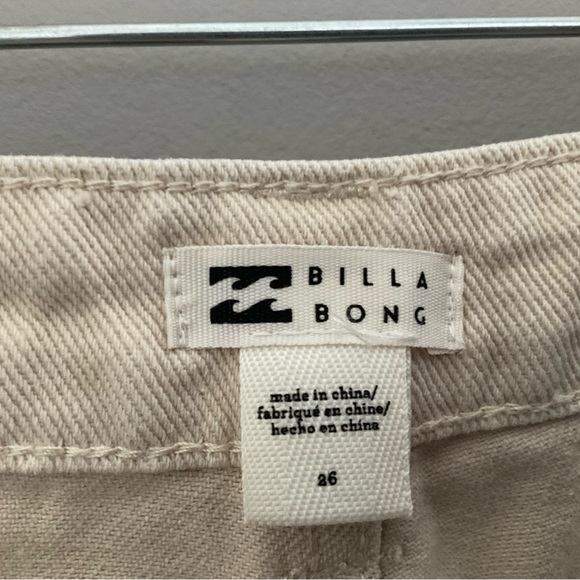 BILLA
BONG
made in china/
fabriqué en chine/
hecho en china
26